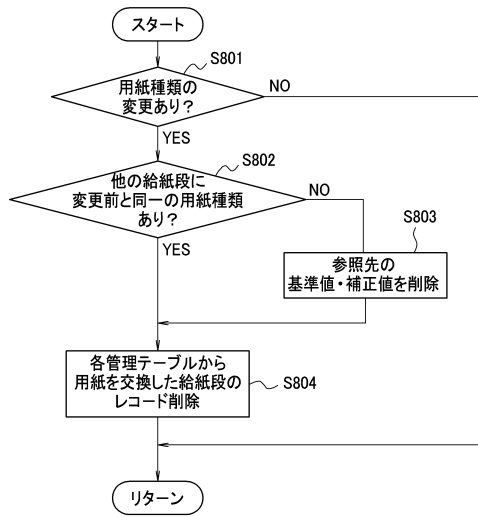 スタート
S801
用紙種類の
変更あり？
NO
YES
S802
他の給紙段に
変更前と同一の用紙種類
あり？
NO
YES
S803
参照先の
基準値・補正値を削除
各管理テーブルから
用紙を交換した給紙段の
レコード削除
S804
リターン